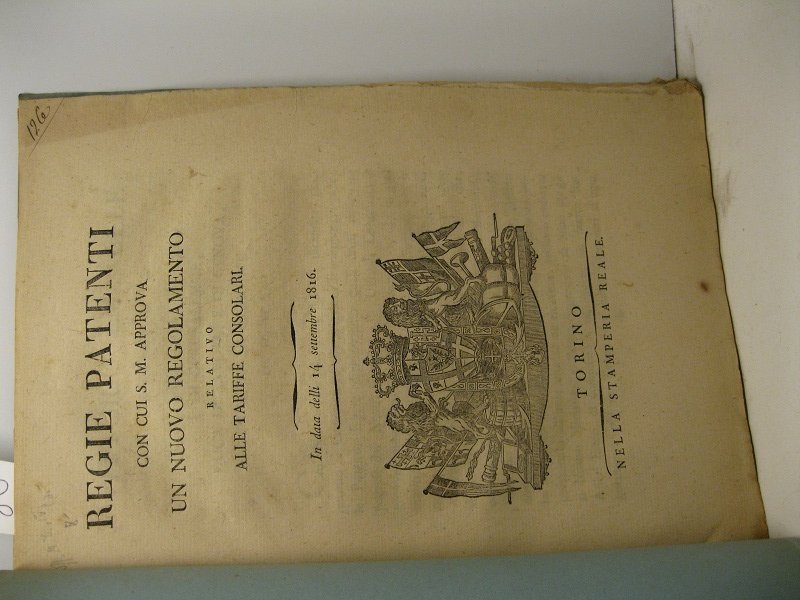 126
REGIE PATENTI
CON CUI S. M. APPROVA
UN NUOVO REGOLAMENTO
RELATIVO
ALLE TARIFFE CONSOLARI.
In data delli 14 settembre 1816.
TORINO
NELLA STAMPERIA REALE.